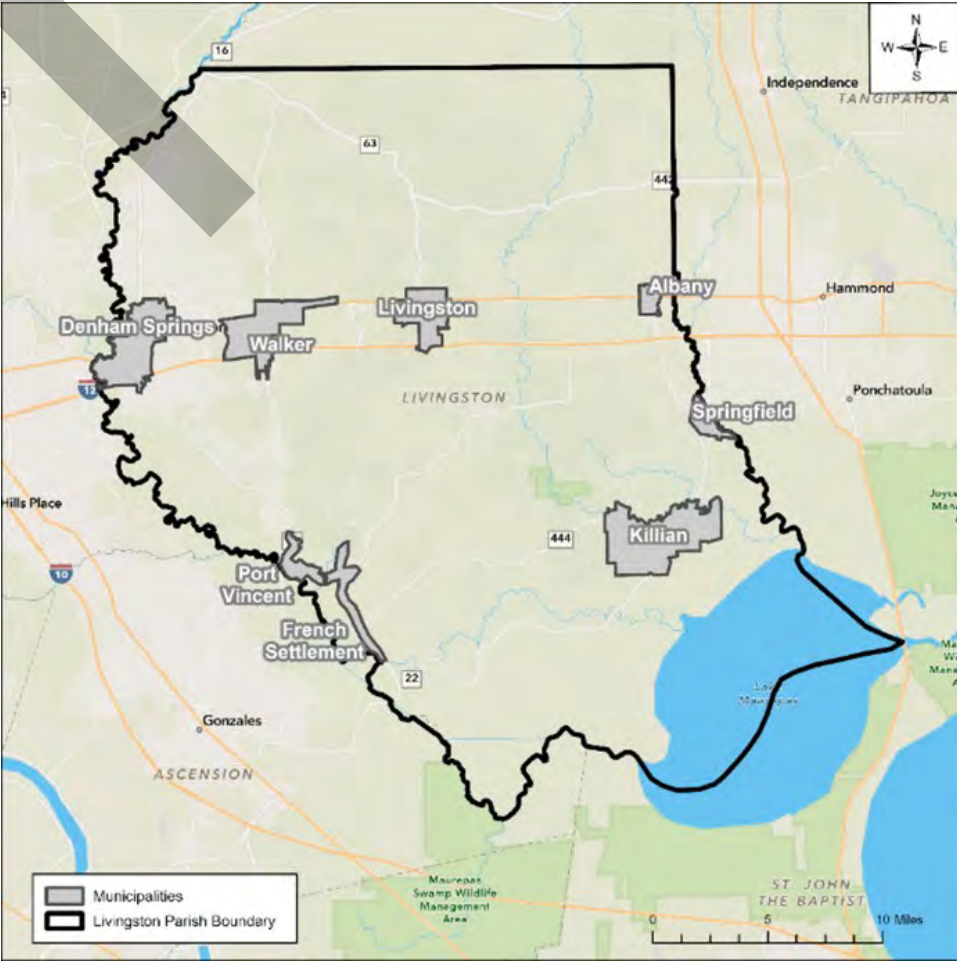 N
W E
S
16
Independence
TANGIPAHOA
4
63
442
Albany
Hammond
Livingston
Denham Springs
Walker
12
LIVINGSTON
Ponchatoula
Springfield
Hills Place
Killian
444
10
Port
Vincent
French
Settlement
22
Gonzales
ASCENSION
Maurepas
Swamp Wildlife
Management
Area
ST. JOHN
THE BAPTIST
Municipalities
Livingston Parish Boundary
0 5 10 Miles